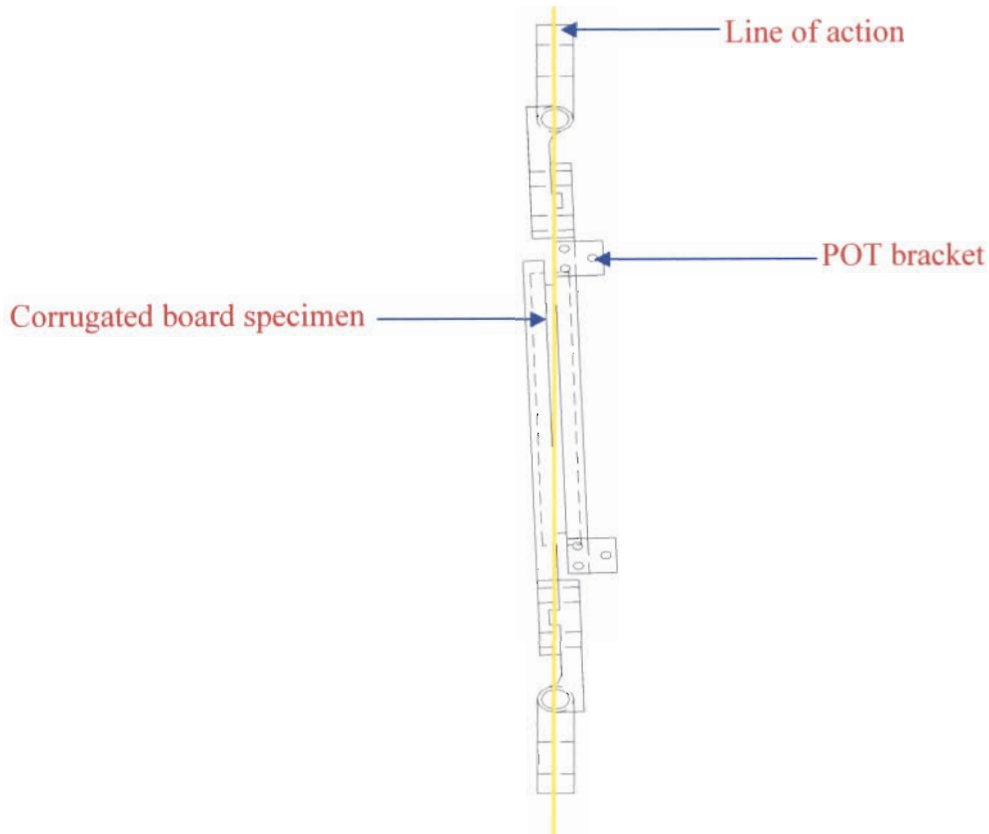 Line of action
POT bracket
Corrugated board specimen